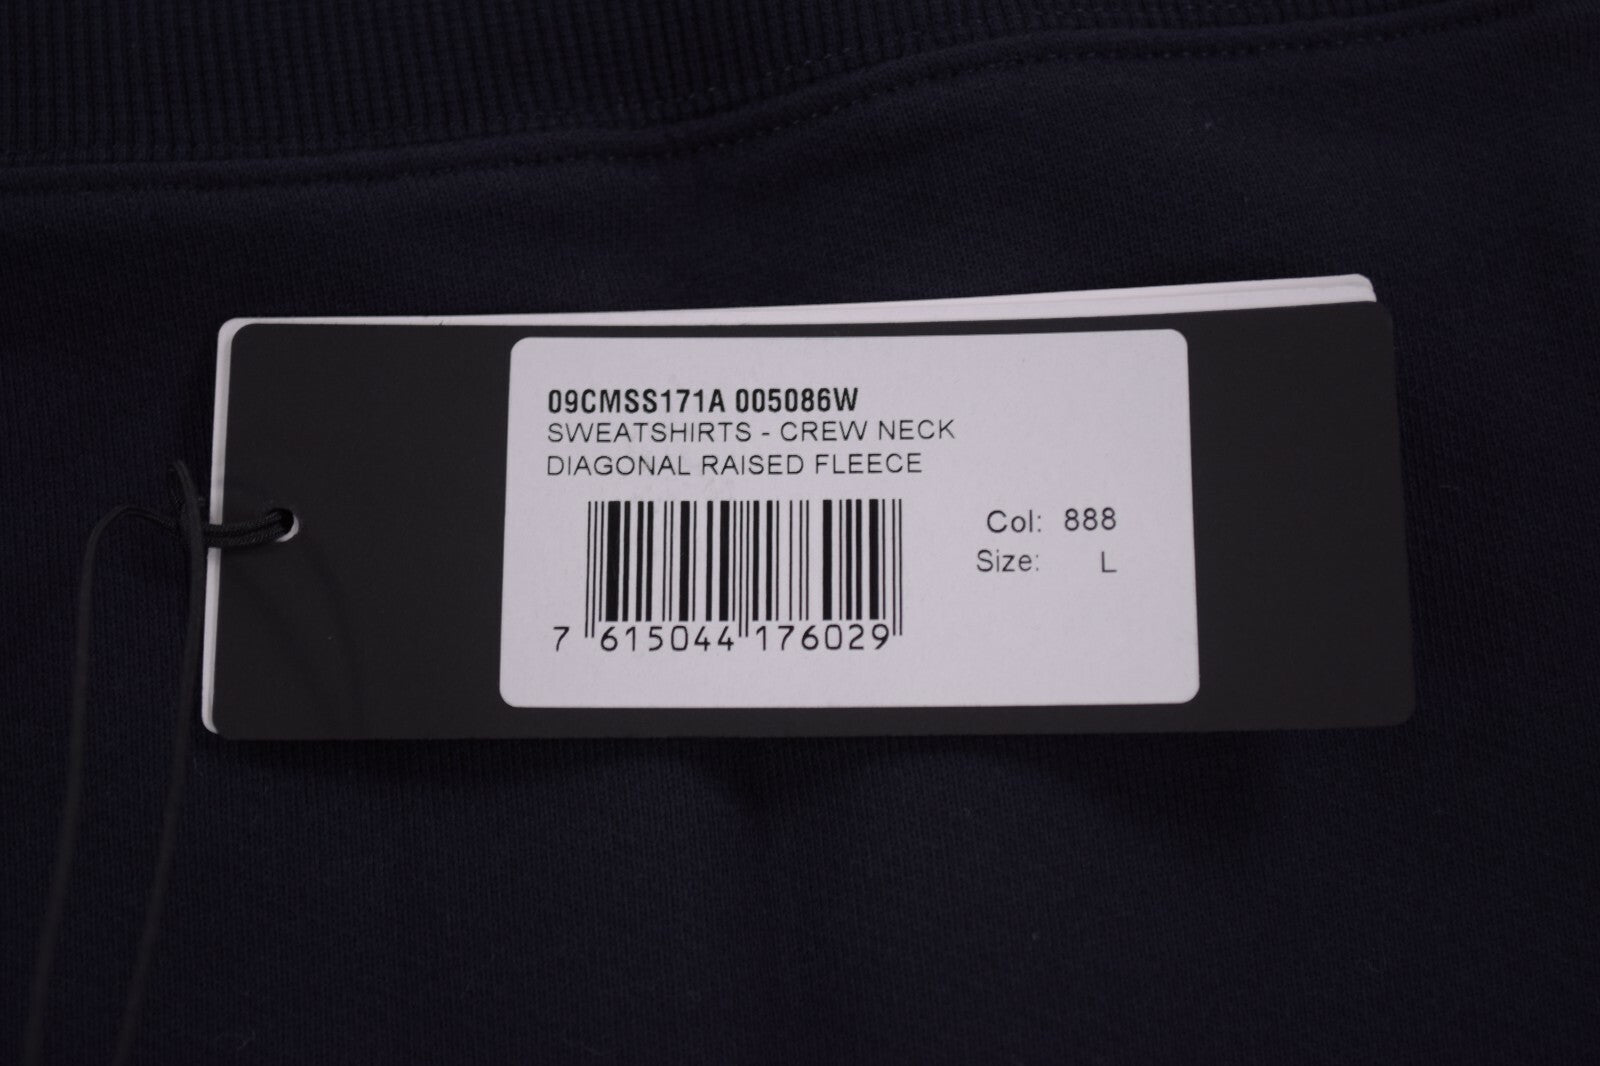 09CMSS171A 005086W
SWEATSHIRTS - CREW NECK
DIAGONAL RAISED FLEECE
Col: 888
Size: L
7 615044 176029